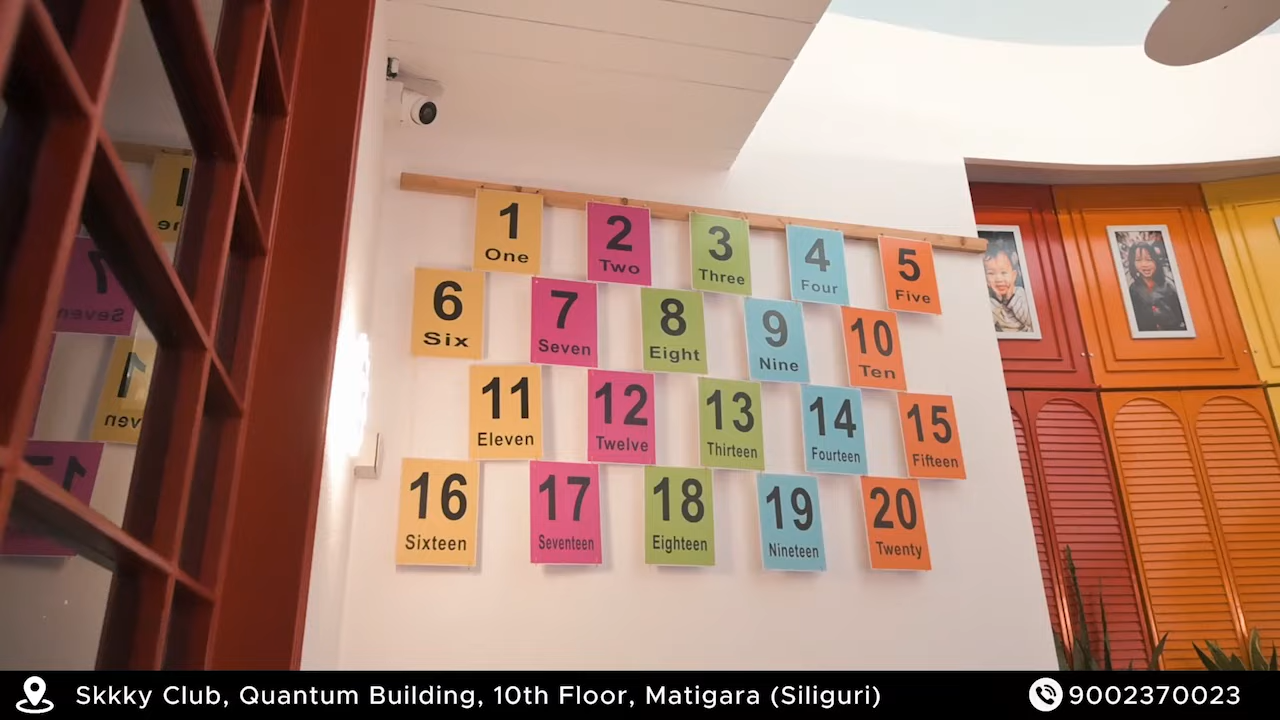 1
One
2
Two
3
Three
4
Four
5
Five
6
Six
7
Seven
8
Eight
9
Nine
10
Ten
11
Eleven
12
Twelve
13
Thirteen
14
Fourteen
15
Fifteen
16
Sixteen
17
Seventeen
18
Eighteen
19
Nineteen
20
Twenty
Skkky Club, Quantum Building, 10th Floor, Matigara (Siliguri)
9002370023